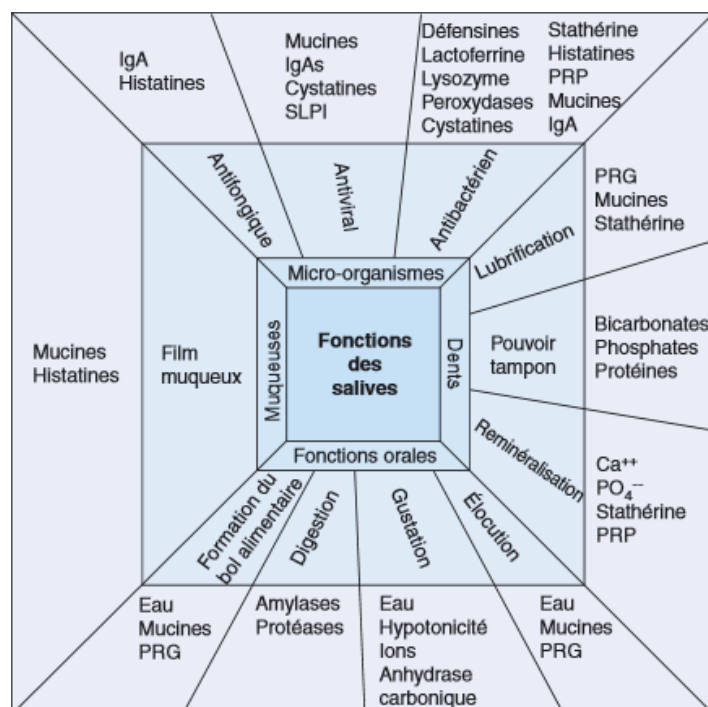 IgA
Histatines
Mucines
IgAs
Cystatines
SLPI
Défensines
Lactoferrine
Lysozyme
Peroxydases
Cystatines
Stathérine
Histatines
PRP
Mucines
IgA
Antifongique
Antiviral
Antibactérien
Lubrification
PRG
Mucines
Stathérine
Micro-organismes
Mucines
Histatines
Film
muqueux
Muqueuses
Fonctions
des
salives
Dents
Pouvoir
tampon
Bicarbonates
Phosphates
Protéines
Fonctions orales
Reminéralisation
Ca⁺⁺
PO₄⁻⁻
Stathérine
PRP
Formation du
bol alimentaire
Digestion
Gustation
Élocution
Eau
Mucines
PRG
Amylases
Protéases
Eau
Hypotonicité
Ions
Anhydrase
carbonique
Eau
Mucines
PRG